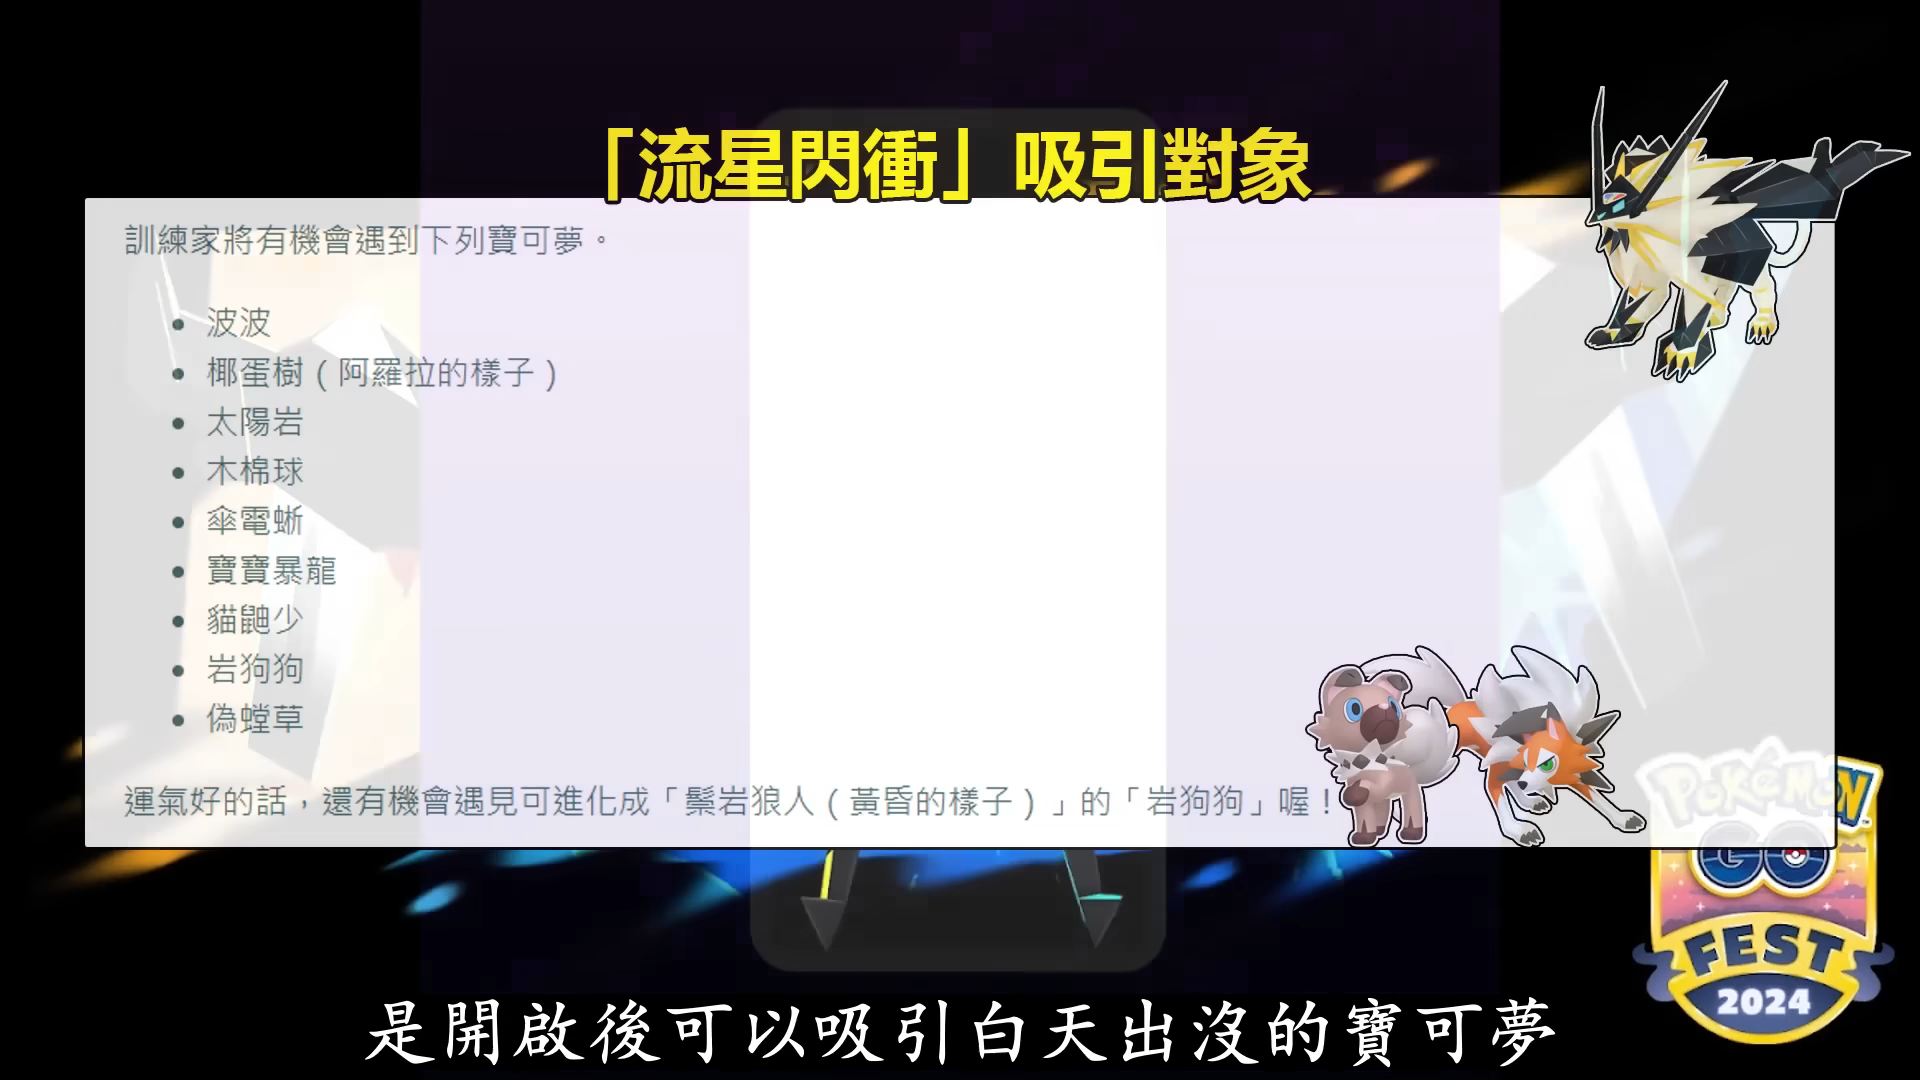 「流星閃衝」吸引對象
訓練家將有機會遇到下列寶可夢。
• 波波
• 椰蛋樹（阿羅拉的樣子）
• 太陽岩
• 木棉球
• 傘電蜥
• 寶寶暴龍
• 貓鼬少
• 岩狗狗
• 偽螳草
運氣好的話，還有機會遇見可進化成「鬃岩狼人（黃昏的樣子）」的「岩狗狗」喔！
POKéMON
GO
FEST
2024
是開啟後可以吸引白天出沒的寶可夢